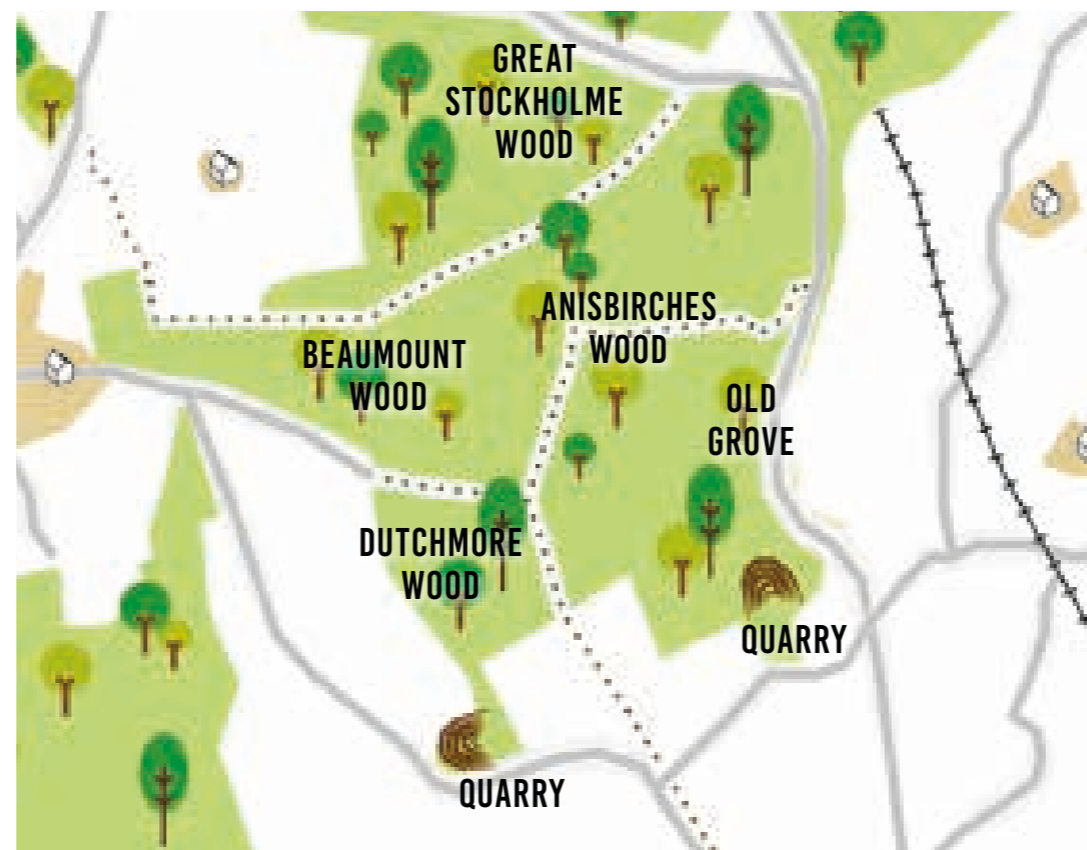 GREAT
STOCKHOLME
WOOD
ANISBIRCHES
WOOD
BEAUMOUNT
WOOD
OLD
GROVE
DUTCHMORE
WOOD
QUARRY
QUARRY